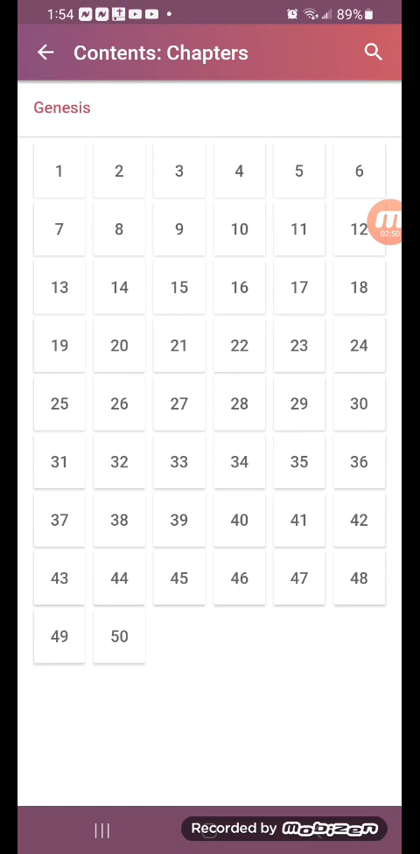 1:54 89%
Contents: Chapters
Genesis
1 2 3 4 5 6
7 8 9 10 11 12
02:50
13 14 15 16 17 18
19 20 21 22 23 24
25 26 27 28 29 30
31 32 33 34 35 36
37 38 39 40 41 42
43 44 45 46 47 48
49 50
Recorded by mobizen